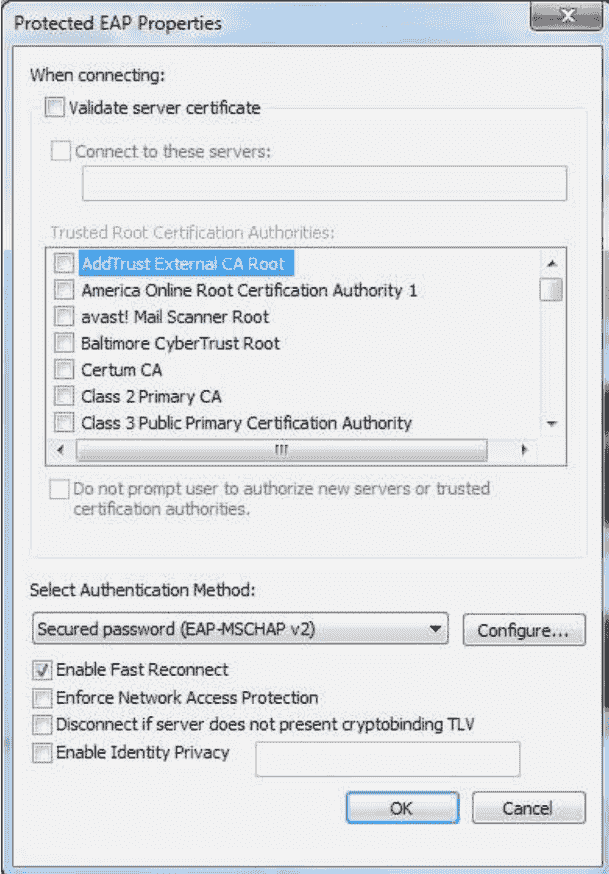 Protected EAP Properties
When connecting:
Validate server certificate
Connect to these servers:
Trusted Root Certification Authorities:
AddTrust External CA Root
America Online Root Certification Authority 1
avast! Mail Scanner Root
Baltimore CyberTrust Root
Certum CA
Class 2 Primary CA
Class 3 Public Primary Certification Authority
Do not prompt user to authorize new servers or trusted
certification authorities.
Select Authentication Method:
Secured password (EAP-MSCHAP v2)
Configure...
Enable Fast Reconnect
Enforce Network Access Protection
Disconnect if server does not present cryptobinding TLV
Enable Identity Privacy
OK
Cancel